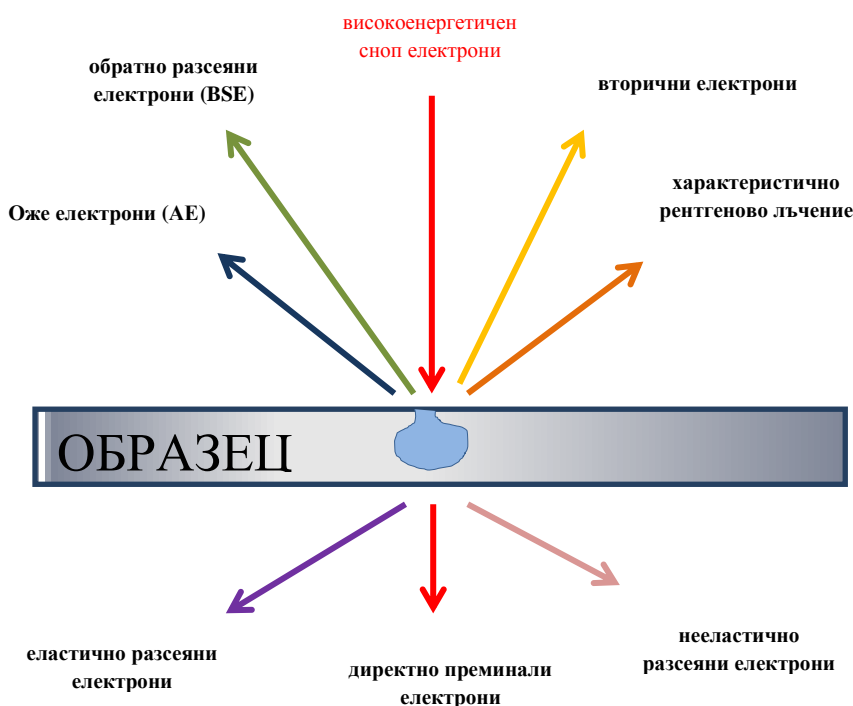 високоенергетичен
сноп електрони
обратно разсеяни
електрони (BSE)
вторични електрони
характеристично
рентгеново лъчение
Оже електрони (AE)
ОБРАЗЕЦ
еластично разсеяни
електрони
директно преминали
електрони
нееластично
разсеяни електрони